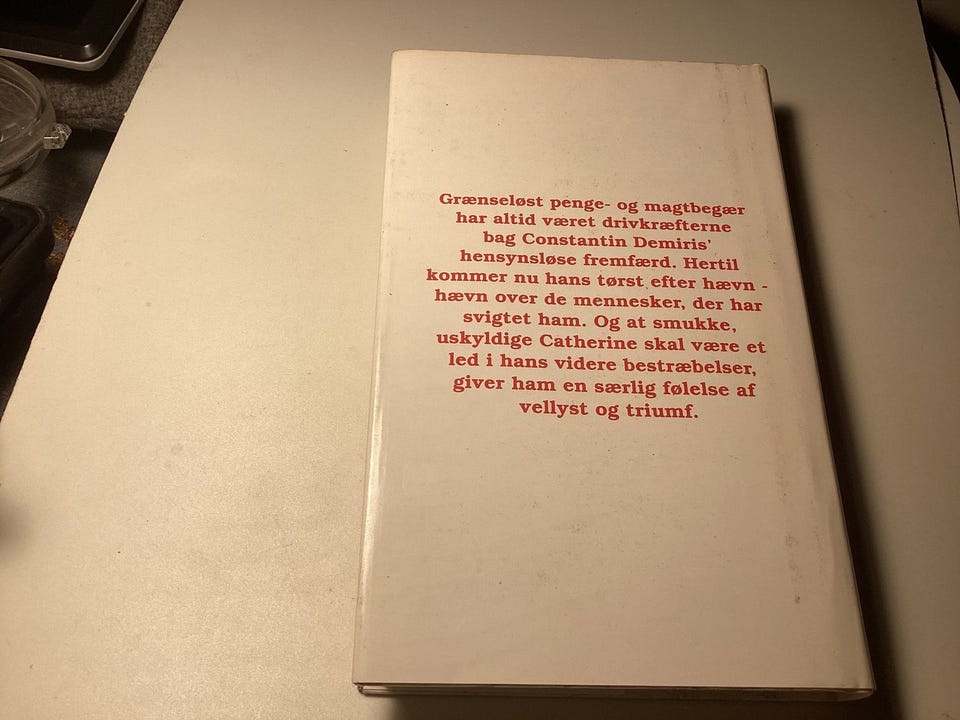 Grænseløst penge- og magtbegær
har altid været drivkræfterne
bag Constantin Demiris'
hensynsløse fremfærd. Hertil
kommer nu hans tørst efter hævn -
hævn over de mennesker, der har
svigtet ham. Og at smukke,
uskyldige Catherine skal være et
led i hans videre bestræbelser,
giver ham en særlig følelse af
vellyst og triumf.